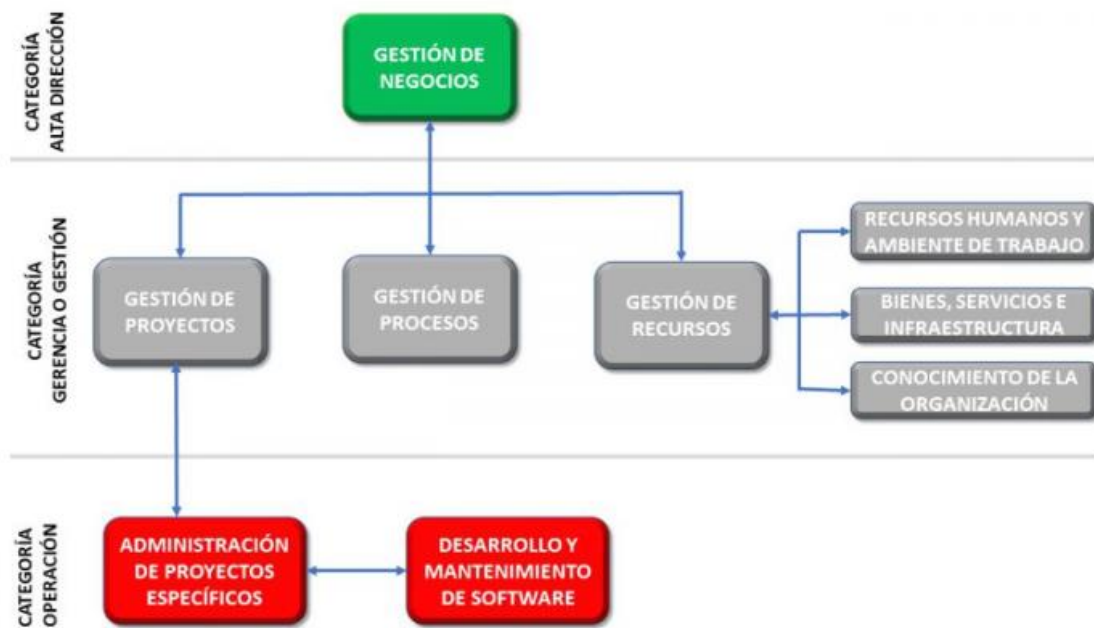 CATEGORÍA
ALTA DIRECCIÓN
GESTIÓN DE
NEGOCIOS
CATEGORÍA
GERENCIA O GESTIÓN
GESTIÓN DE
PROYECTOS
GESTIÓN DE
PROCESOS
GESTIÓN DE
RECURSOS
RECURSOS HUMANOS Y
AMBIENTE DE TRABAJO
BIENES, SERVICIOS E
INFRAESTRUCTURA
CONOCIMIENTO DE LA
ORGANIZACIÓN
CATEGORÍA
OPERACIÓN
ADMINISTRACIÓN
DE PROYECTOS
ESPECÍFICOS
DESARROLLO Y
MANTENIMIENTO
DE SOFTWARE